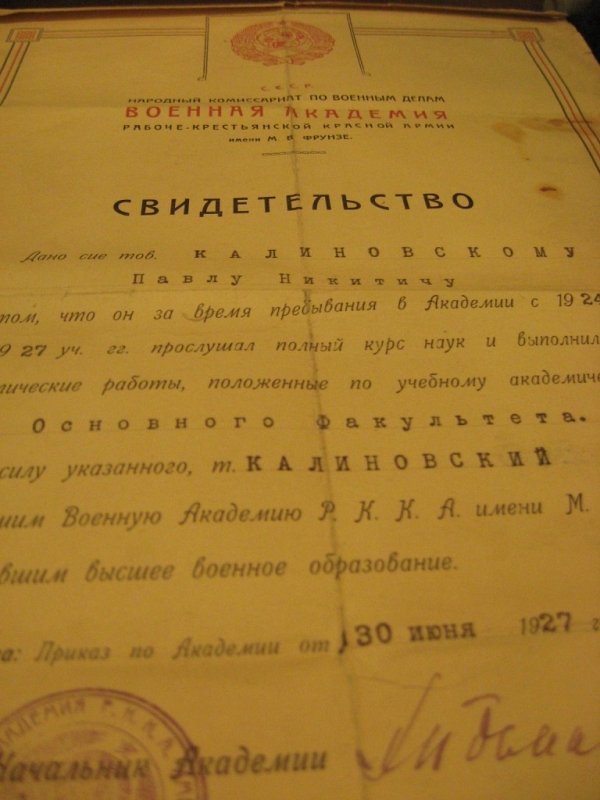 С.С.С.Р.
НАРОДНЫЙ КОМИССАРИАТ ПО ВОЕННЫМ ДЕЛАМ
ВОЕННАЯ АКАДЕМИЯ
РАБОЧЕ-КРЕСТЬЯНСКОЙ КРАСНОЙ АРМИИ
ИМЕНИ М. В. ФРУНЗЕ.
СВИДЕТЕЛЬСТВО
Дано сие тов. КАЛИНОВСКОМУ
Павлу Никитичу
том, что он за время пребывания в Академии с 1924
927 уч. гг. прослушал полный курс наук и выполнил
тические работы, положенные по учебному академиче
Основного Факультета.
силу указанного, т. КАЛИНОВСКИЙ
шим Военную Академию Р. К. К. А. имени М.
вшим высшее военное образование.
а: Приказ по Академии от 30 июня 1927 г
АКАДЕМИЯ Р.К.К.А.
Начальник Академии